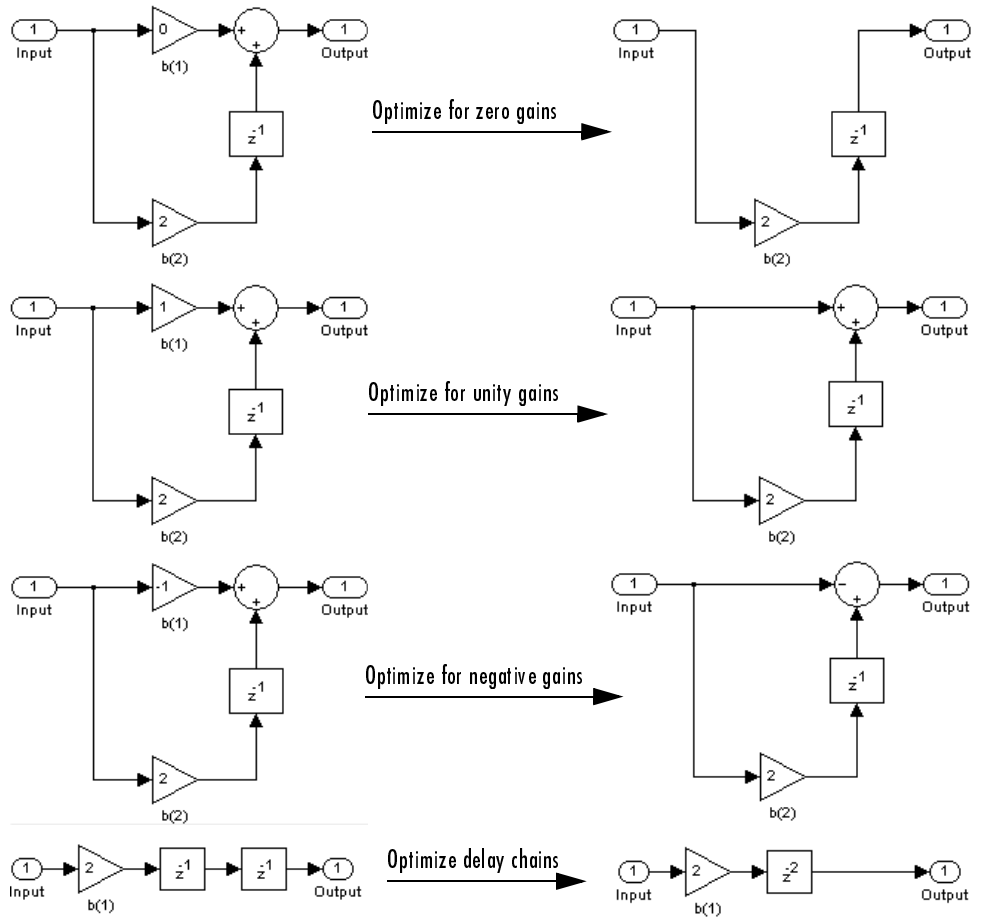 1 0 + + 1 1 1
Input b(1) Output Input Output
Optimize for zero gains
z-1 z-1
2 2
b(2) b(2)
1 1 + + 1 1 + + 1
Input b(1) Output Input Output
Optimize for unity gains
z-1 z-1
2 2
b(2) b(2)
1 -1 + + 1 1 − + 1
Input b(1) Output Input Output
Optimize for negative gains
z-1 z-1
2 2
b(2) b(2)
Optimize delay chains
1 2 z-1 z-1 1 1 2 z-2 1
Input b(1) Output Input b(1) Output